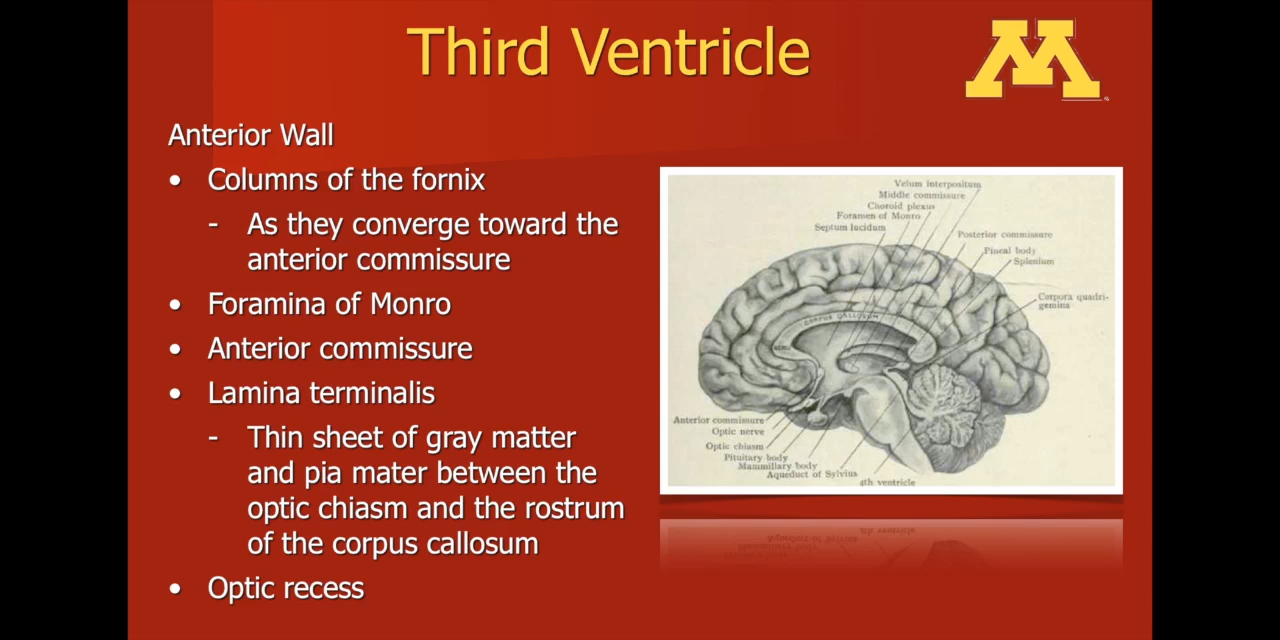 Third Ventricle
M
Anterior Wall
• Columns of the fornix
- As they converge toward the
anterior commissure
• Foramina of Monro
• Anterior commissure
• Lamina terminalis
- Thin sheet of gray matter
and pia mater between the
optic chiasm and the rostrum
of the corpus callosum
• Optic recess
Velum interpositum
Middle commissure
Choroid plexus
Foramen of Monro
Septum lucidum
Posterior commissure
Pineal body
Splenium
Corpora quadri-
gemina
CORPUS CALLOSUM
GENU
Anterior commissure
Optic nerve
Optic chiasm
Pituitary body
Mammillary body
Aqueduct of Sylvius
4th ventricle